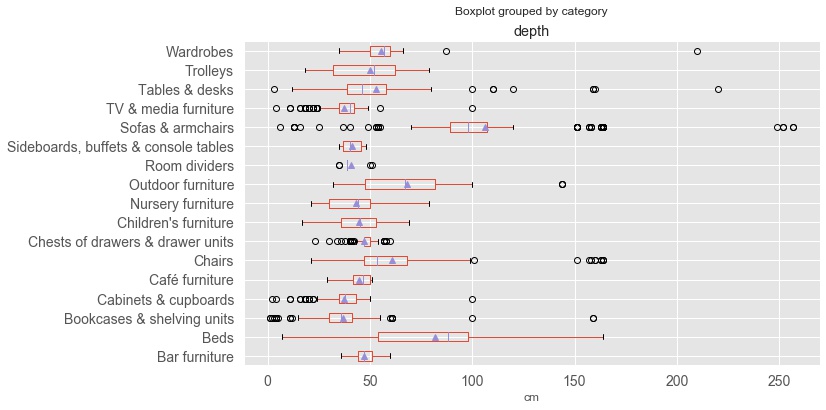 Boxplot grouped by category
depth
Wardrobes
Trolleys
Tables & desks
TV & media furniture
Sofas & armchairs
Sideboards, buffets & console tables
Room dividers
Outdoor furniture
Nursery furniture
Children's furniture
Chests of drawers & drawer units
Chairs
Café furniture
Cabinets & cupboards
Bookcases & shelving units
Beds
Bar furniture
0 50 100 150 200 250
cm